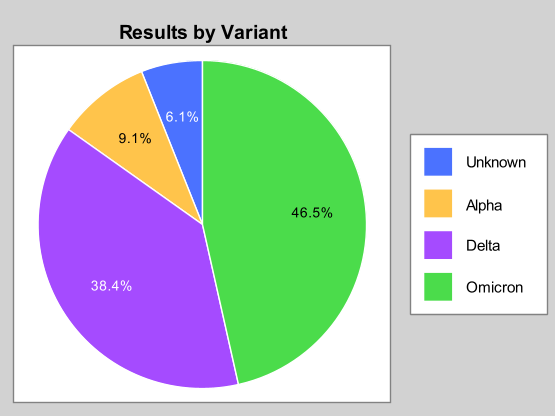 Results by Variant
6.1%
9.1%
46.5%
38.4%
Unknown
Alpha
Delta
Omicron